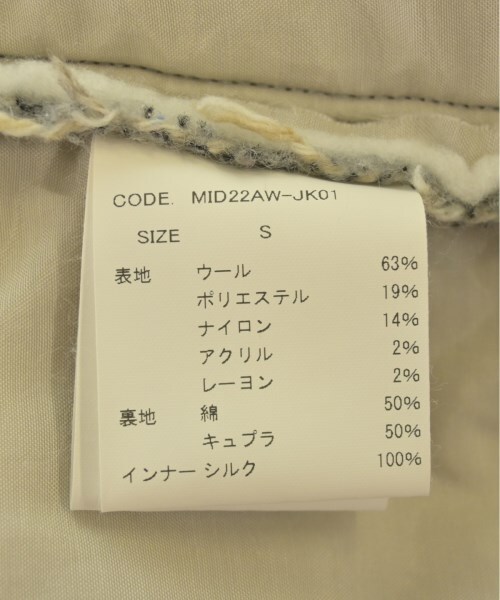 CODE. MID22AW-JK01
SIZE S
表地 ウール 63%
ポリエステル 19%
ナイロン 14%
アクリル 2%
レーヨン 2%
裏地 綿 50%
キュプラ 50%
インナー シルク 100%